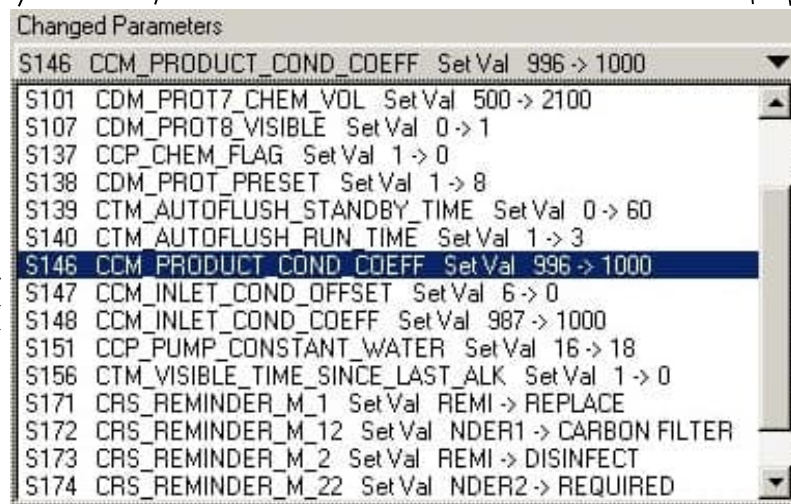 Changed Parameters
S146 CCM_PRODUCT_COND_COEFF Set Val 996 -> 1000
S101 CDM_PROT7_CHEM_VOL Set Val 500 -> 2100
S107 CDM_PROT8_VISIBLE Set Val 0 -> 1
S137 CCP_CHEM_FLAG Set Val 1 -> 0
S138 CDM_PROT_PRESET Set Val 1 -> 8
S139 CTM_AUTOFLUSH_STANDBY_TIME Set Val 0 -> 60
S140 CTM_AUTOFLUSH_RUN_TIME Set Val 1 -> 3
S146 CCM_PRODUCT_COND_COEFF Set Val 996 -> 1000
S147 CCM_INLET_COND_OFFSET Set Val 6 -> 0
S148 CCM_INLET_COND_COEFF Set Val 987 -> 1000
S151 CCP_PUMP_CONSTANT_WATER Set Val 16 -> 18
S156 CTM_VISIBLE_TIME_SINCE_LAST_ALK Set Val 1 -> 0
S171 CRS_REMINDER_M_1 Set Val REMI -> REPLACE
S172 CRS_REMINDER_M_12 Set Val NDER1 -> CARBON FILTER
S173 CRS_REMINDER_M_2 Set Val REMI -> DISINFECT
S174 CRS_REMINDER_M_22 Set Val NDER2 -> REQUIRED